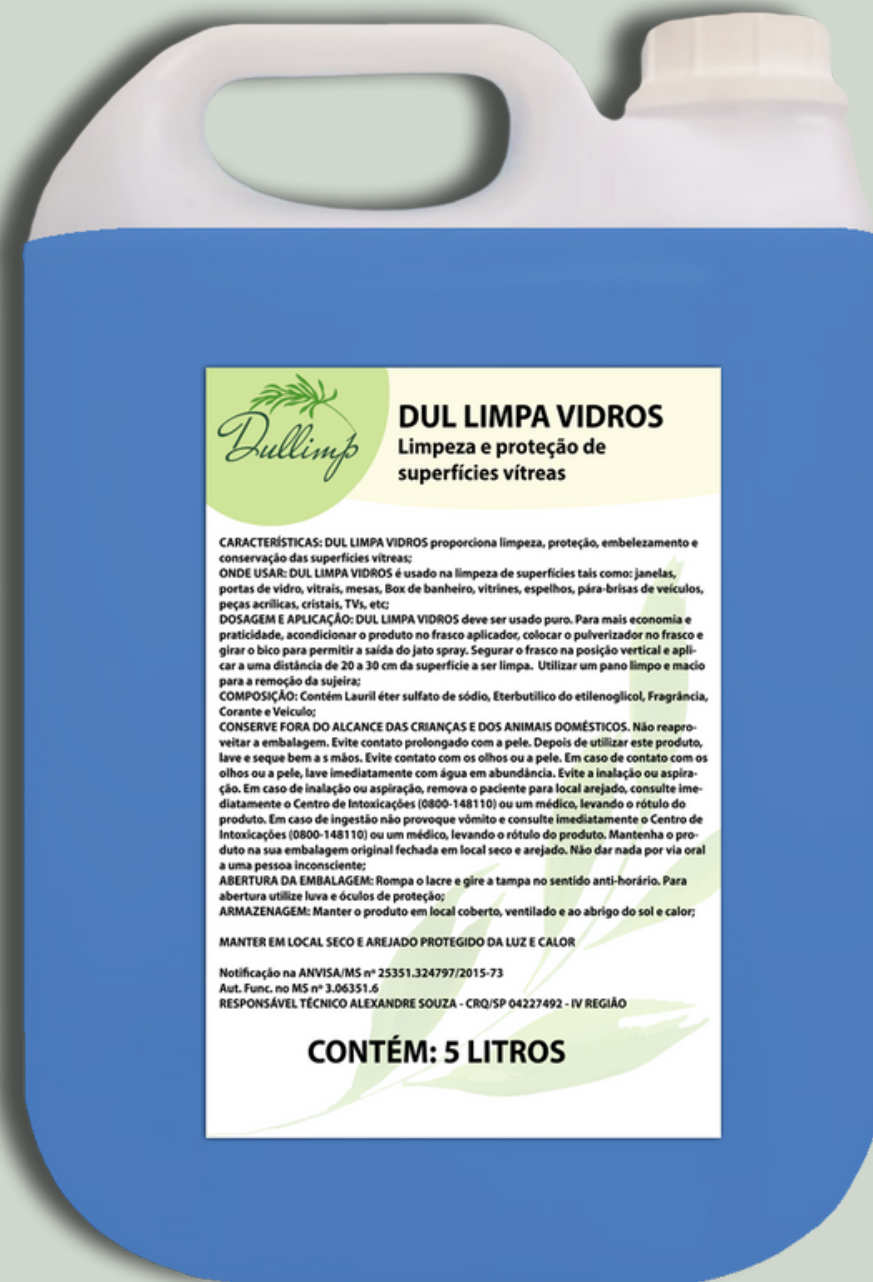 Dullimp
DUL LIMPA VIDROS
Limpeza e proteção de
superfícies vítreas
CARACTERÍSTICAS: DUL LIMPA VIDROS proporciona limpeza, proteção, embelezamento e
conservação das superfícies vítreas;
ONDE USAR: DUL LIMPA VIDROS é usado na limpeza de superfícies tais como: janelas,
portas de vidro, vitrais, mesas, Box de banheiro, vitrines, espelhos, pára-brisas de veículos,
peças acrílicas, cristais, TVs, etc;
DOSAGEM E APLICAÇÃO: DUL LIMPA VIDROS deve ser usado puro. Para mais economia e
praticidade, acondicionar o produto no frasco aplicador, colocar o pulverizador no frasco e
girar o bico para permitir a saída do jato spray. Segurar o frasco na posição vertical e apli-
car a uma distância de 20 a 30 cm da superfície a ser limpa. Utilizar um pano limpo e macio
para a remoção da sujeira;
COMPOSIÇÃO: Contém Lauril éter sulfato de sódio, Eterbutílico do etilenoglicol, Fragrância,
Corante e Veiculo;
CONSERVE FORA DO ALCANCE DAS CRIANÇAS E DOS ANIMAIS DOMÉSTICOS. Não reapro-
veitar a embalagem. Evite contato prolongado com a pele. Depois de utilizar este produto,
lave e seque bem a s mãos. Evite contato com os olhos ou a pele. Em caso de contato com os
olhos ou a pele, lave imediatamente com água em abundância. Evite a inalação ou aspira-
ção. Em caso de inalação ou aspiração, remova o paciente para local arejado, consulte ime-
diatamente o Centro de Intoxicações (0800-148110) ou um médico, levando o rótulo do
produto. Em caso de ingestão não provoque vômito e consulte imediatamente o Centro de
Intoxicações (0800-148110) ou um médico, levando o rótulo do produto. Mantenha o pro-
duto na sua embalagem original fechada em local seco e arejado. Não dar nada por via oral
a uma pessoa inconsciente;
ABERTURA DA EMBALAGEM: Rompa o lacre e gire a tampa no sentido anti-horário. Para
abertura utilize luva e óculos de proteção;
ARMAZENAGEM: Manter o produto em local coberto, ventilado e ao abrigo do sol e calor;
MANTER EM LOCAL SECO E AREJADO PROTEGIDO DA LUZ E CALOR
Notificação na ANVISA/MS nº 25351.324797/2015-73
Aut. Func. no MS nº 3.06351.6
RESPONSÁVEL TÉCNICO ALEXANDRE SOUZA - CRQ/SP 04227492 - IV REGIÃO
CONTÉM: 5 LITROS